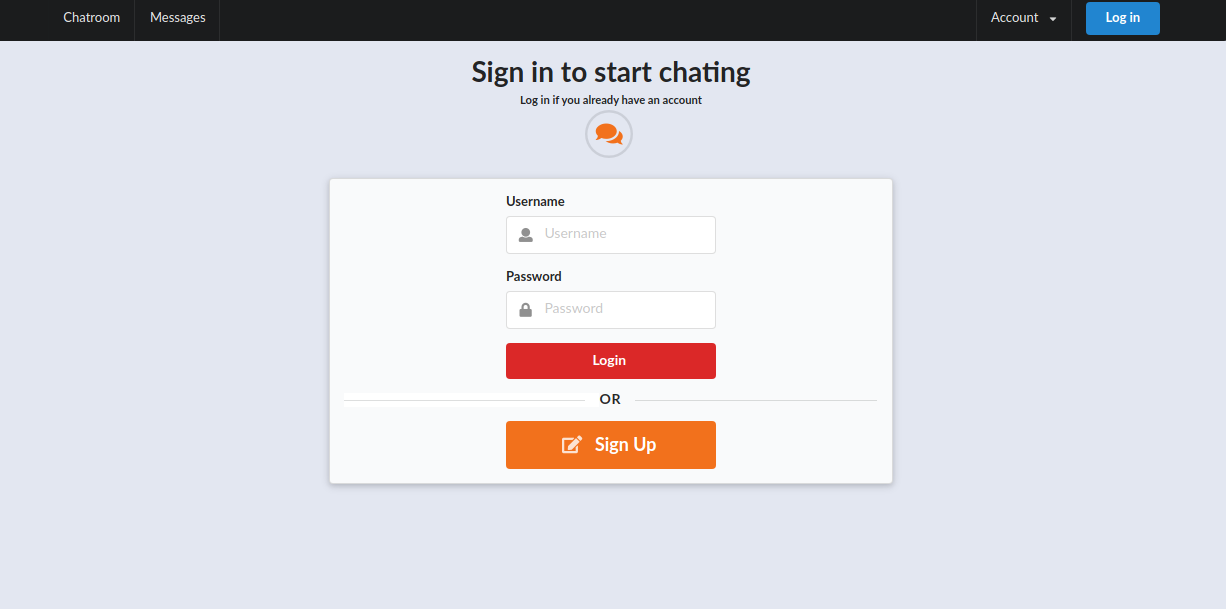 Chatroom Messages Account Log in
Sign in to start chating
Log in if you already have an account
Username
Username
Password
Password
Login
OR
Sign Up